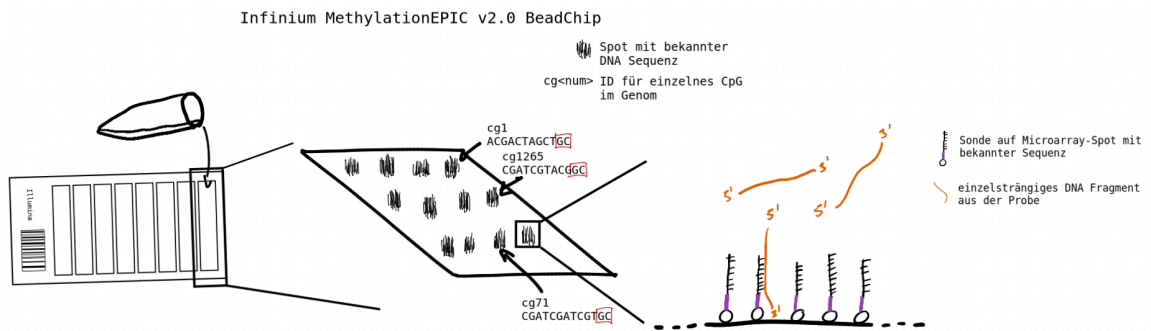 Infinium MethylationEPIC v2.0 BeadChip
Spot mit bekannter
DNA Sequenz
cg<num> ID für einzelnes CpG
im Genom
Illumina
cg1
ACGACTAGCTGC
cg1265
CGATCGTACGGC
cg71
CGATCGATCGTGC
3'
3'
5'
5'
5'
3'
Sonde auf Microarray-Spot mit
bekannter Sequenz
einzelsträngiges DNA Fragment
aus der Probe